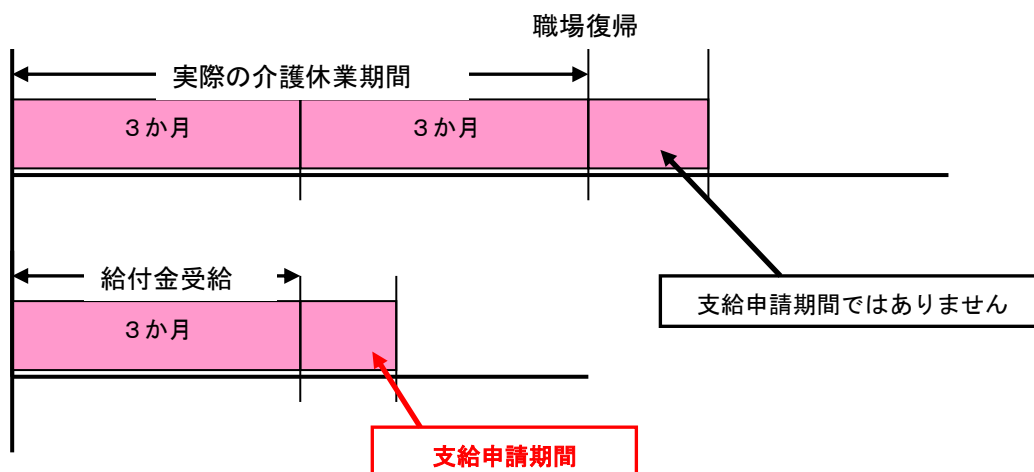 職場復帰
実際の介護休業期間
３か月
３か月
給付金受給
３か月
支給申請期間ではありません
支給申請期間